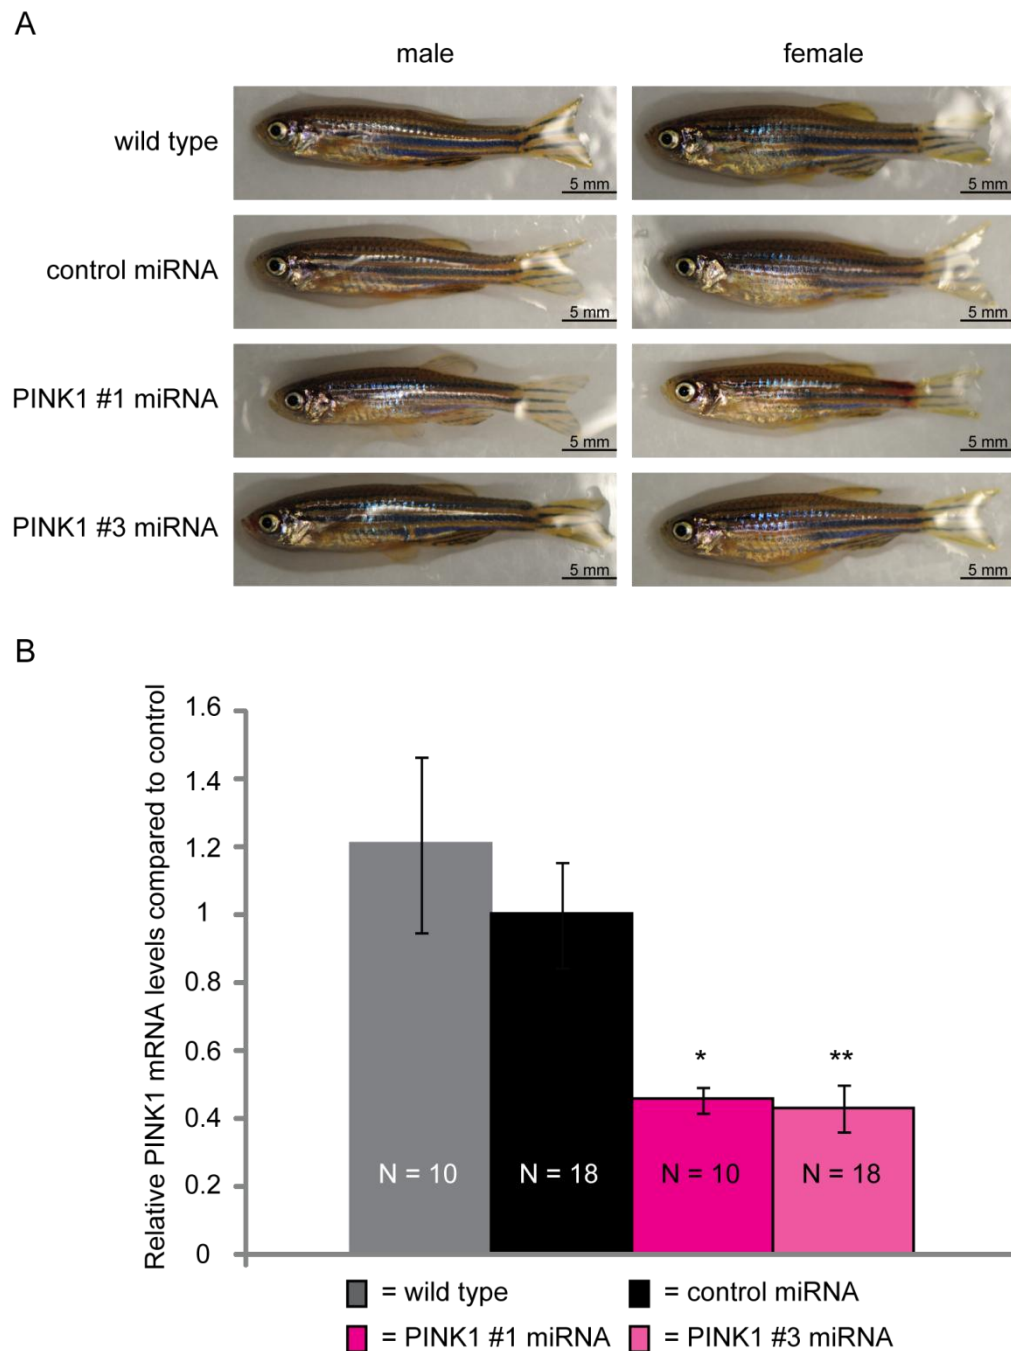 A
male female
wild type
5 mm 5 mm
control miRNA
5 mm 5 mm
PINK1 #1 miRNA
5 mm 5 mm
PINK1 #3 miRNA
5 mm 5 mm
B
Relative PINK1 mRNA levels compared to control
1.6
1.4
1.2
1
0.8
0.6
0.4
0.2
0
* **
N = 10 N = 18 N = 10 N = 18
= wild type = control miRNA
= PINK1 #1 miRNA = PINK1 #3 miRNA